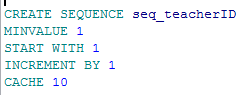 CREATE SEQUENCE seq_teacherID
MINVALUE 1
START WITH 1
INCREMENT BY 1
CACHE 10